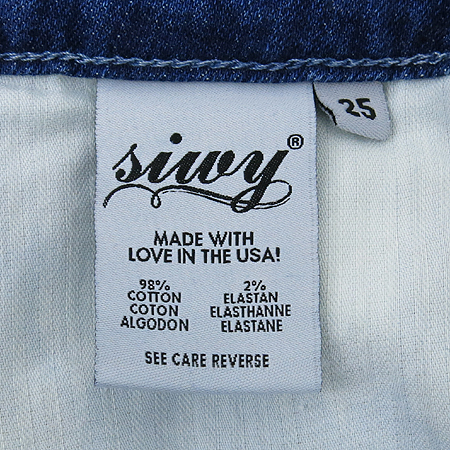 siwy®
25
MADE WITH
LOVE IN THE USA!
98% 2%
COTTON ELASTAN
COTON ELASTHANNE
ALGODON ELASTANE
SEE CARE REVERSE